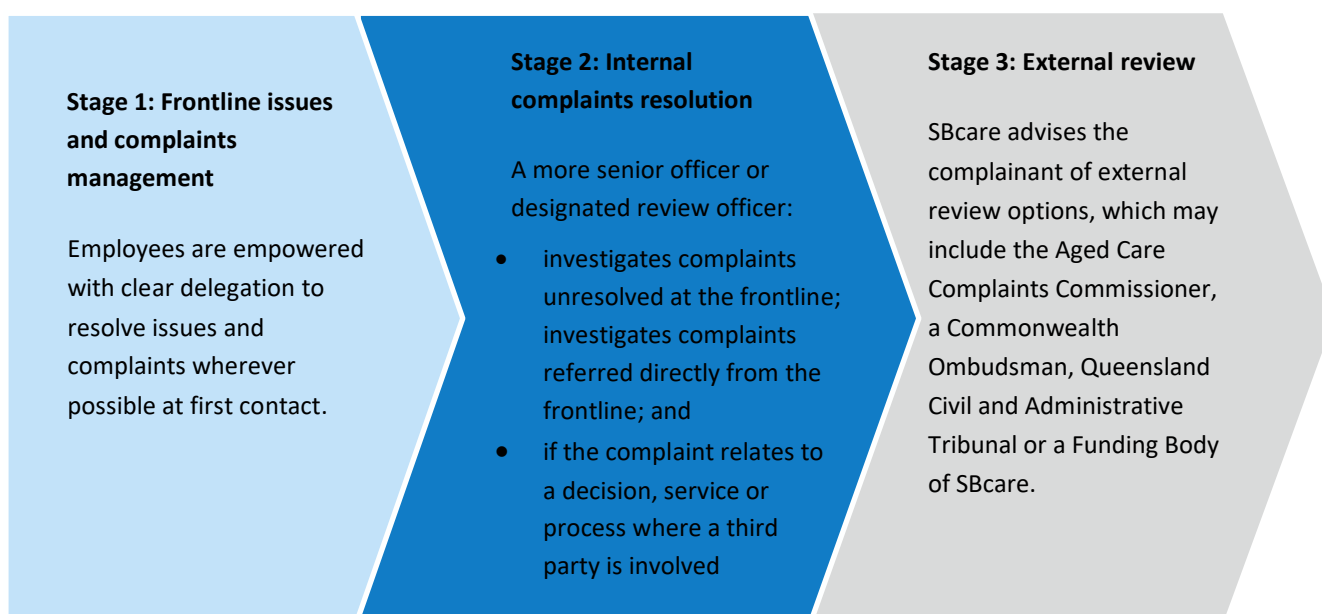 Stage 1: Frontline issues
and complaints
management
Employees are empowered
with clear delegation to
resolve issues and
complaints wherever
possible at first contact.
Stage 2: Internal
complaints resolution
A more senior officer or
designated review officer:
• investigates complaints
unresolved at the frontline;
investigates complaints
referred directly from the
frontline; and
• if the complaint relates to
a decision, service or
process where a third
party is involved
Stage 3: External review
SBcare advises the
complainant of external
review options, which may
include the Aged Care
Complaints Commissioner,
a Commonwealth
Ombudsman, Queensland
Civil and Administrative
Tribunal or a Funding Body
of SBcare.